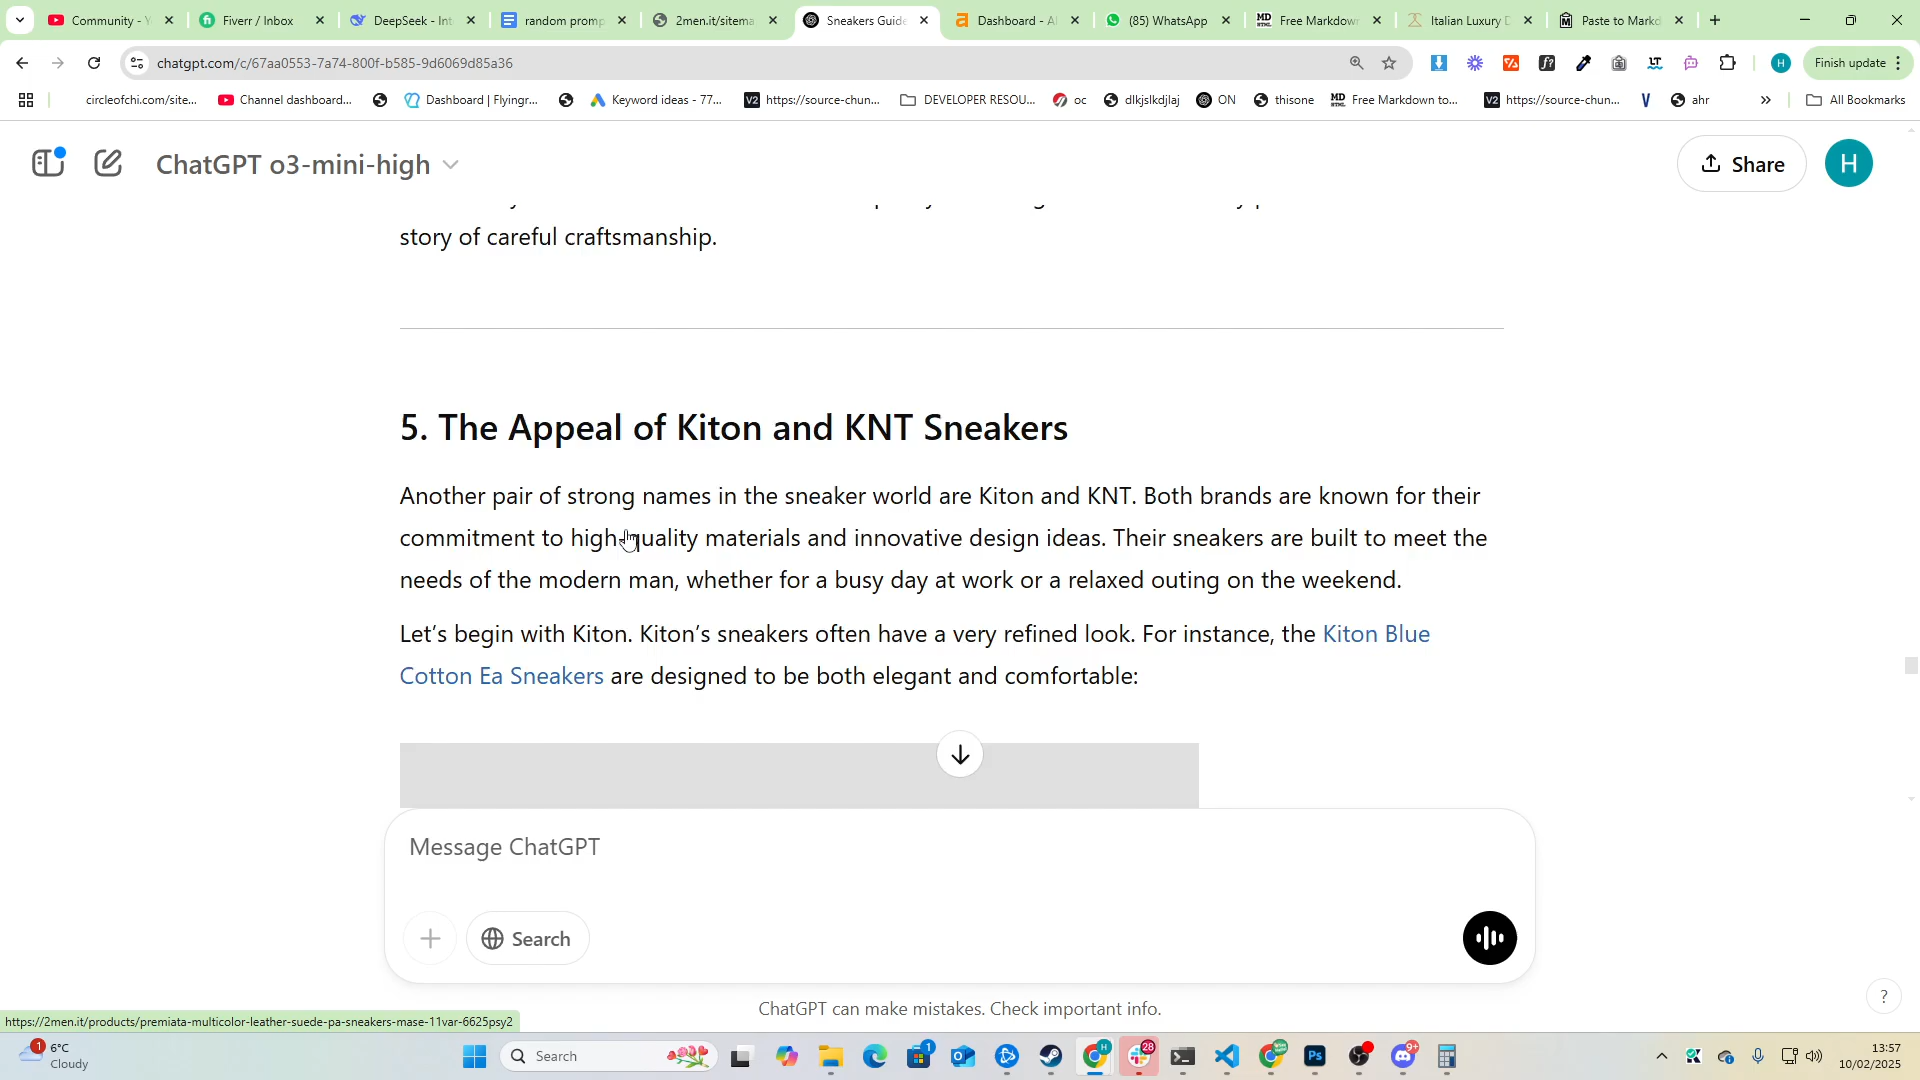 Community - Y
Fiverr / Inbox
DeepSeek - Int
random promp
2men.it/sitema
Sneakers Guide
Dashboard - Al
(85) WhatsApp
Free Markdow
Italian Luxury D
Paste to Markd
chatgpt.com/c/67aa0553-7a74-800f-b585-9d6069d85a36
Finish update
circleofchi.com/site...
Channel dashboard...
Dashboard | Flyingr...
Keyword ideas - 77...
https://source-chun...
DEVELOPER RESOU...
oc
dlkjslkdjlaj
ON
thisone
Free Markdown to...
https://source-chun...
ahr
All Bookmarks
ChatGPT o3-mini-high
Share
H
story of careful craftsmanship.
5. The Appeal of Kiton and KNT Sneakers
Another pair of strong names in the sneaker world are Kiton and KNT. Both brands are known for their
commitment to high-quality materials and innovative design ideas. Their sneakers are built to meet the
needs of the modern man, whether for a busy day at work or a relaxed outing on the weekend.
Let's begin with Kiton. Kiton's sneakers often have a very refined look. For instance, the Kiton Blue
Cotton Ea Sneakers are designed to be both elegant and comfortable:
Message ChatGPT
Search
ChatGPT can make mistakes. Check important info.
?
https://2men.it/products/premiata-multicolor-leather-suede-pa-sneakers-mase-11var-6625psy2
1
6°C
Cloudy
Search
1
28
9+
13:57
10/02/2025